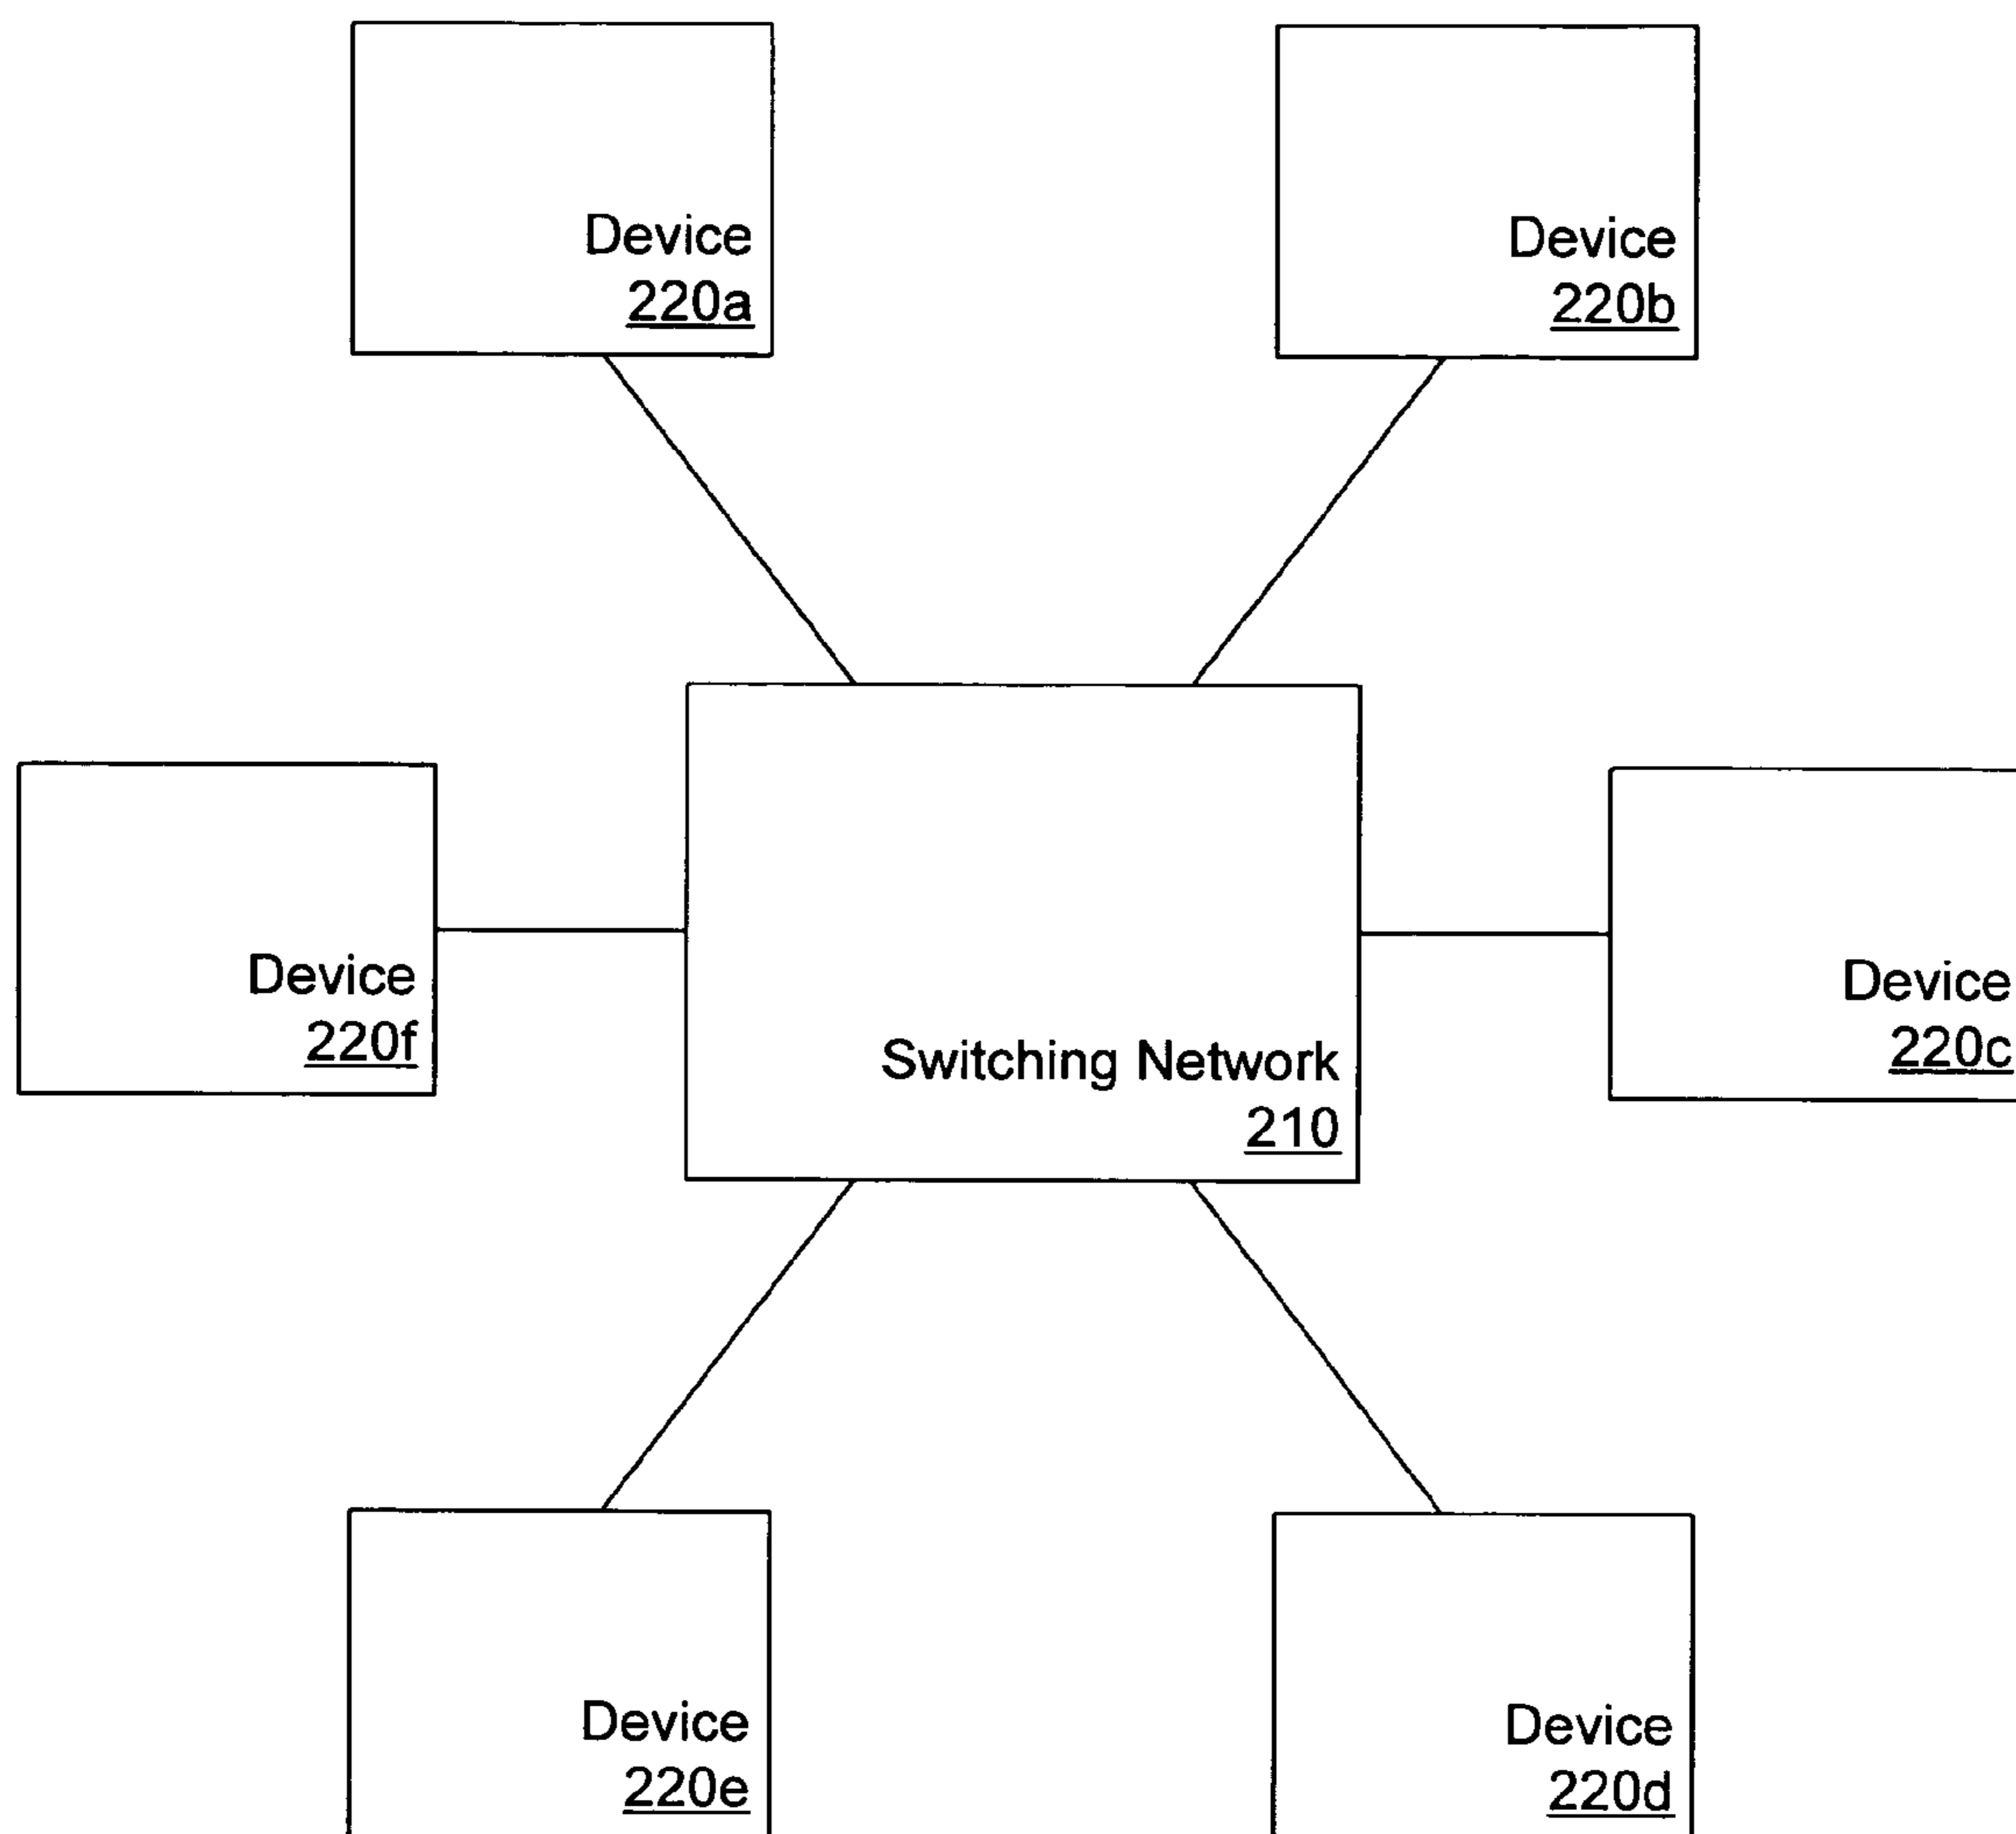 Device
220a
Device
220b
Device
220f
Switching Network
210
Device
220c
Device
220e
Device
220d